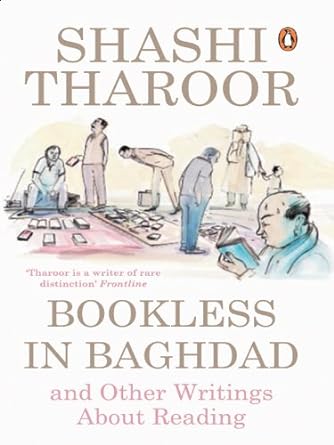 SHASHI
THAROOR
'Tharoor is a writer of rare
distinction' Frontline
BOOKLESS
IN BAGHDAD
and Other Writings
About Reading